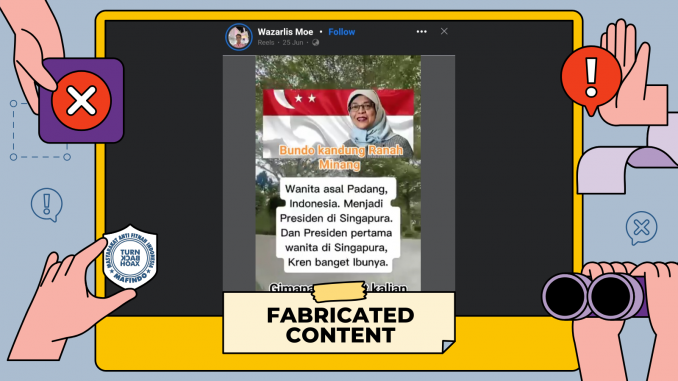 Wazarlis Moe • Follow
Reels • 25 Jun •
Bundo kandung Ranah
Minang
Wanita asal Padang,
Indonesia. Menjadi
Presiden di Singapura.
Dan Presiden pertama
wanita di Singapura,
Kren banget Ibunya.
kalian
FABRICATED
CONTENT
MASYARAKAT ANTI FITNAH INDONESIA
TURN
BACK
HOAX
MAFINDO